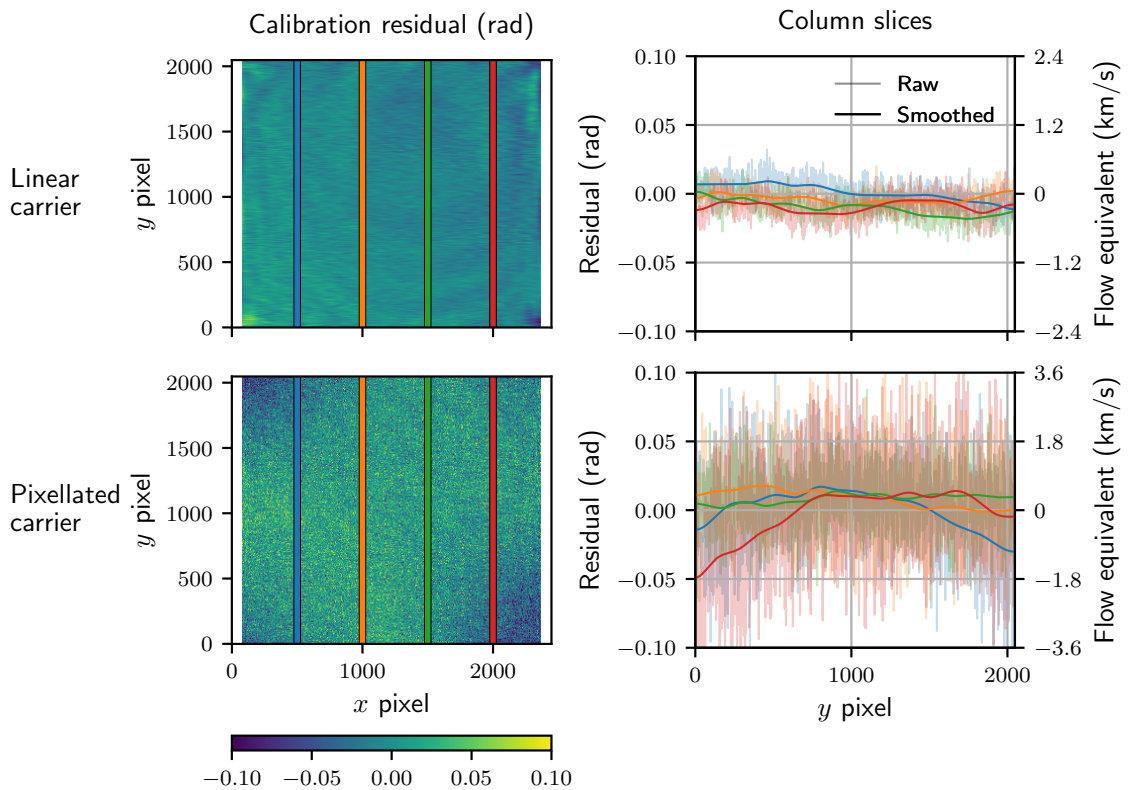 Calibration residual (rad)
Column slices
Linear
carrier
y pixel
2000
1500
1000
500
0
Residual (rad)
0.10
0.05
0.00
−0.05
−0.10
Raw
Smoothed
2.4
1.2
0
−1.2
−2.4
Flow equivalent (km/s)
Pixellated
carrier
y pixel
2000
1500
1000
500
0
0
1000
2000
x pixel
Residual (rad)
0.10
0.05
0.00
−0.05
−0.10
0
1000
2000
y pixel
3.6
1.8
0
−1.8
−3.6
Flow equivalent (km/s)
−0.10
−0.05
0.00
0.05
0.10